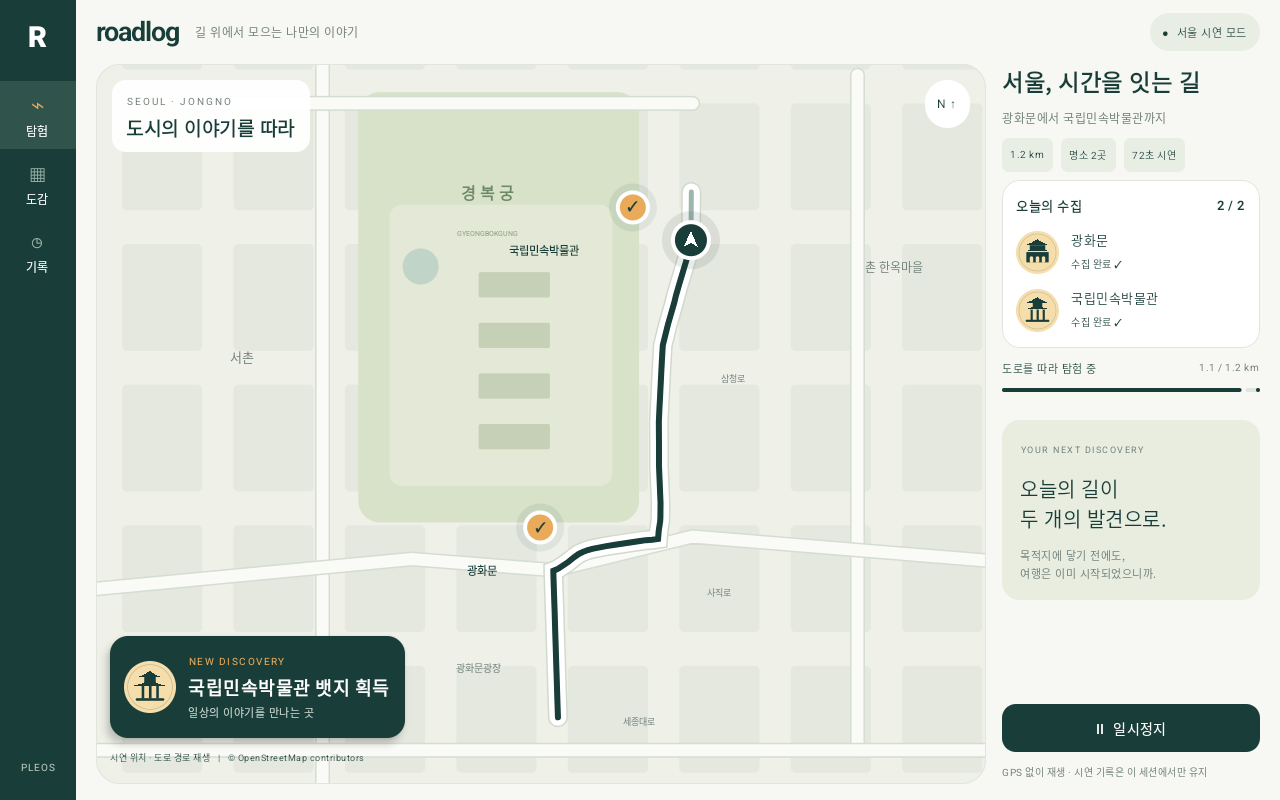 R
탐험
도감
기록
PLEOS
roadlog
길 위에서 모으는 나만의 이야기
서울 시연 모드
SEOUL · JONGNO
도시의 이야기를 따라
N ↑
경복궁
GYEONGBOKGUNG
국립민속박물관
촌 한옥마을
서촌
삼청로
광화문
사직로
광화문광장
세종대로
NEW DISCOVERY
국립민속박물관 뱃지 획득
일상의 이야기를 만나는 곳
시연 위치 · 도로 경로 재생 | © OpenStreetMap contributors
서울, 시간을 잇는 길
광화문에서 국립민속박물관까지
1.2 km
명소 2곳
72초 시연
오늘의 수집 2 / 2
광화문
수집 완료 ✓
국립민속박물관
수집 완료 ✓
도로를 따라 탐험 중 1.1 / 1.2 km
YOUR NEXT DISCOVERY
오늘의 길이
두 개의 발견으로.
목적지에 닿기 전에도,
여행은 이미 시작되었으니까.
일시정지
GPS 없이 재생 · 시연 기록은 이 세션에서만 유지